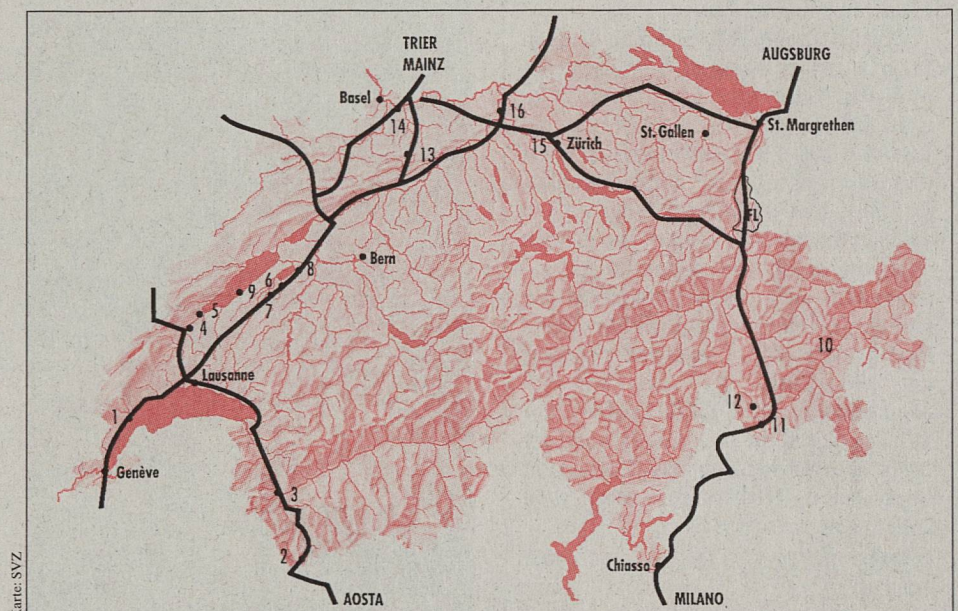 TRIER
MAINZ
AUGSBURG
Basel
16
14
St. Gallen
St. Margrethen
15
Zürich
13
FL
Bern
8
6
9
7
5
4
10
Lausanne
12
1
11
Genève
3
2
Chiasso
AOSTA
MILANO
arte: SVZ